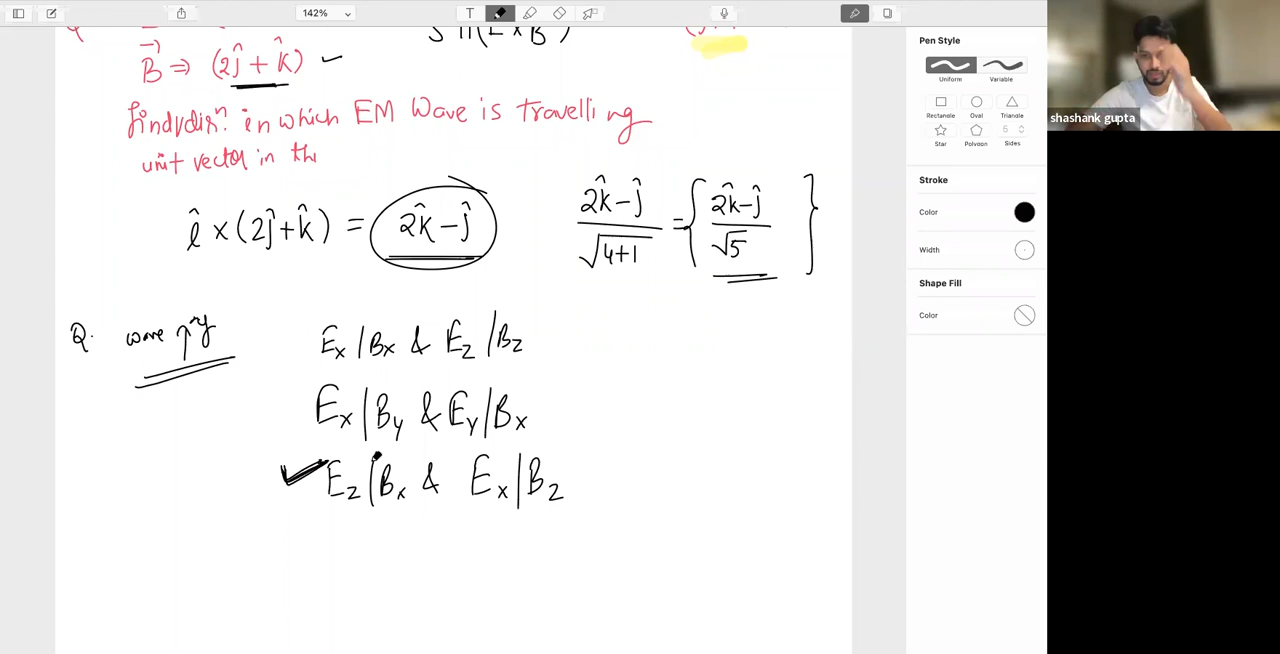 142%
T
S n(E × B)
B⃗ ⇒ (2ĵ + k̂)
find dirⁿ. in which EM Wave is travelling
unit vector in th
î × (2ĵ + k̂) = 2k̂ − ĵ
2k̂ − ĵ / √4+1 = { 2k̂ − ĵ / √5 }
Q. wave ↑ʳʸ
Ex | Bx & Ez | Bz
Ex | By & Ey | Bx
✓ Ez | Bx & Ex | Bz
Pen Style
Uniform Variable
Rectangle Oval Triangle
Star Polygon Sides
5
Stroke
Color
Width
Shape Fill
Color
shashank gupta